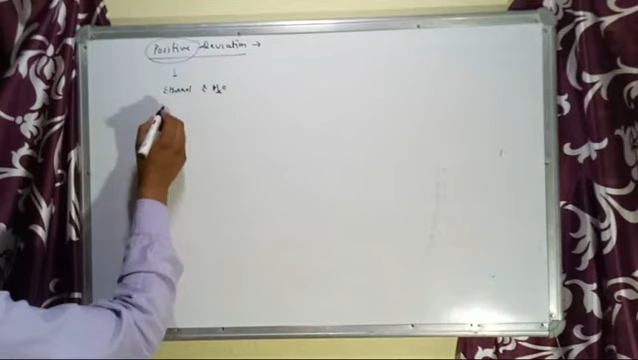 Positive Deviation →
↓
Ethanol & H₂O